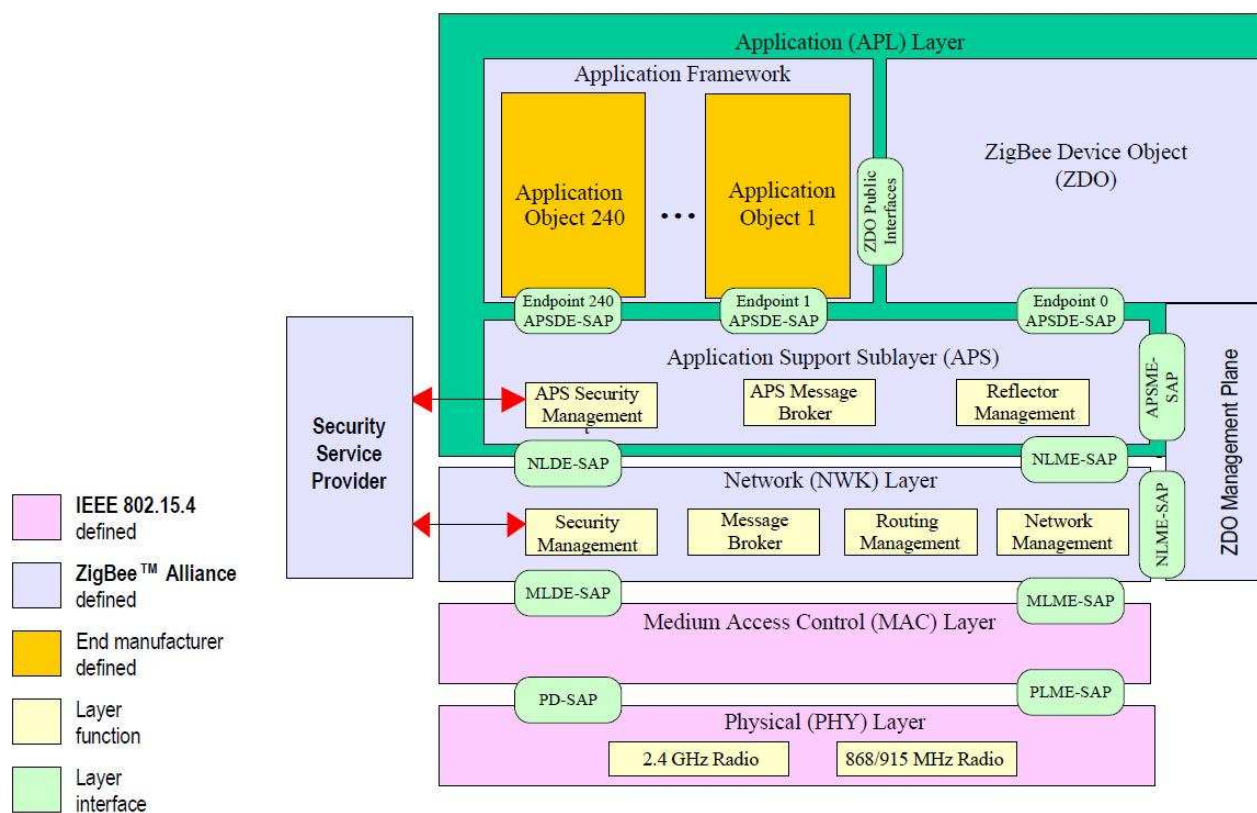 Application (APL) Layer
Application Framework
Application
Object 240
...
Application
Object 1
ZDO Public
Interfaces
ZigBee Device Object
(ZDO)
Endpoint 240
APSDE-SAP
Endpoint 1
APSDE-SAP
Endpoint 0
APSDE-SAP
Application Support Sublayer (APS)
APS Security
Management
APS Message
Broker
Reflector
Management
APSME-
SAP
Security
Service
Provider
NLDE-SAP
NLME-SAP
Network (NWK) Layer
Security
Management
Message
Broker
Routing
Management
Network
Management
NLME-SAP
ZDO Management Plane
MLDE-SAP
MLME-SAP
Medium Access Control (MAC) Layer
PD-SAP
PLME-SAP
Physical (PHY) Layer
2.4 GHz Radio
868/915 MHz Radio
IEEE 802.15.4
defined
ZigBee™ Alliance
defined
End manufacturer
defined
Layer
function
Layer
interface